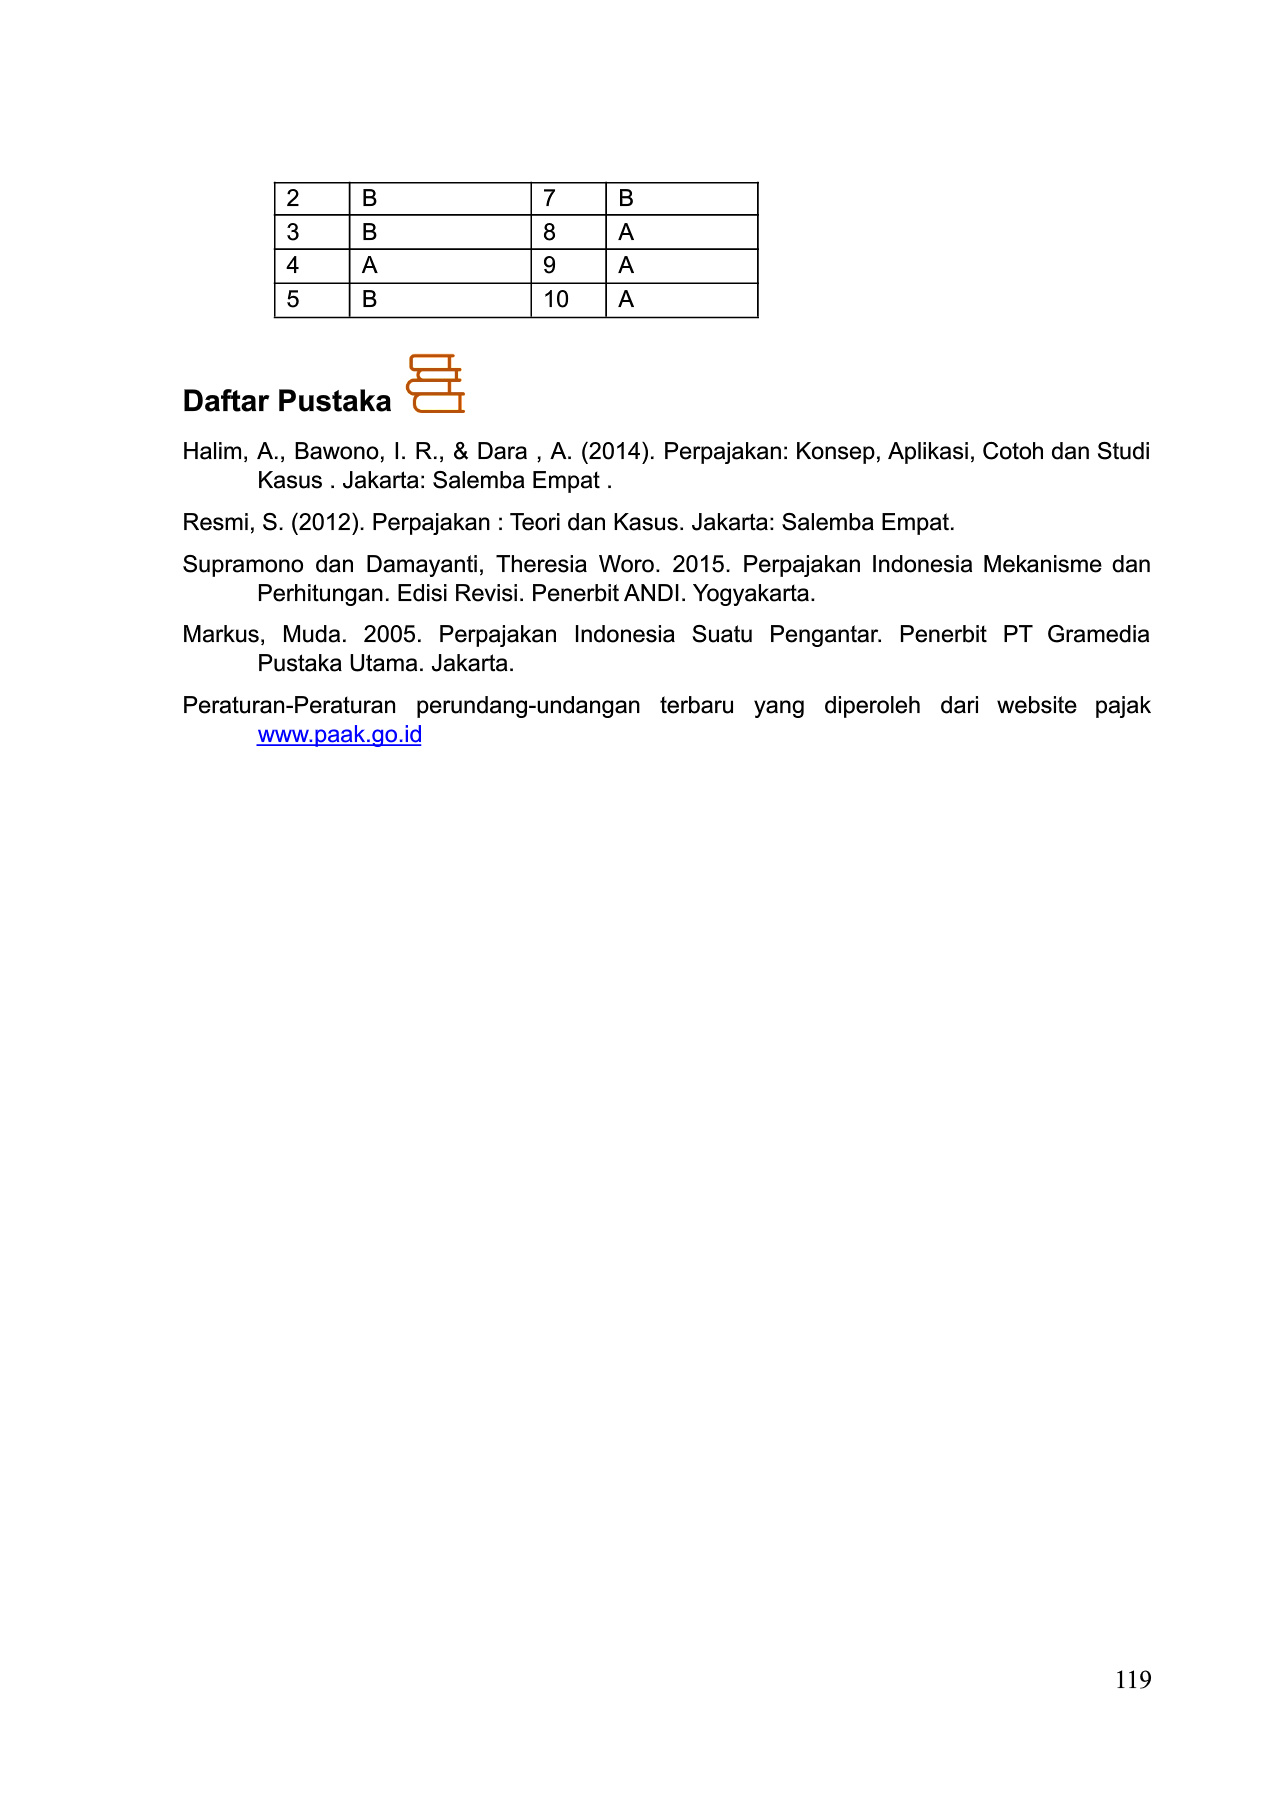 2 B 7 B
3 B 8 A
4 A 9 A
5 B 10 A
Daftar Pustaka
Halim, A., Bawono, I. R., & Dara , A. (2014). Perpajakan: Konsep, Aplikasi, Cotoh dan Studi
Kasus . Jakarta: Salemba Empat .
Resmi, S. (2012). Perpajakan : Teori dan Kasus. Jakarta: Salemba Empat.
Supramono dan Damayanti, Theresia Woro. 2015. Perpajakan Indonesia Mekanisme dan
Perhitungan. Edisi Revisi. Penerbit ANDI. Yogyakarta.
Markus, Muda. 2005. Perpajakan Indonesia Suatu Pengantar. Penerbit PT Gramedia
Pustaka Utama. Jakarta.
Peraturan-Peraturan perundang-undangan terbaru yang diperoleh dari website pajak
www.paak.go.id
119